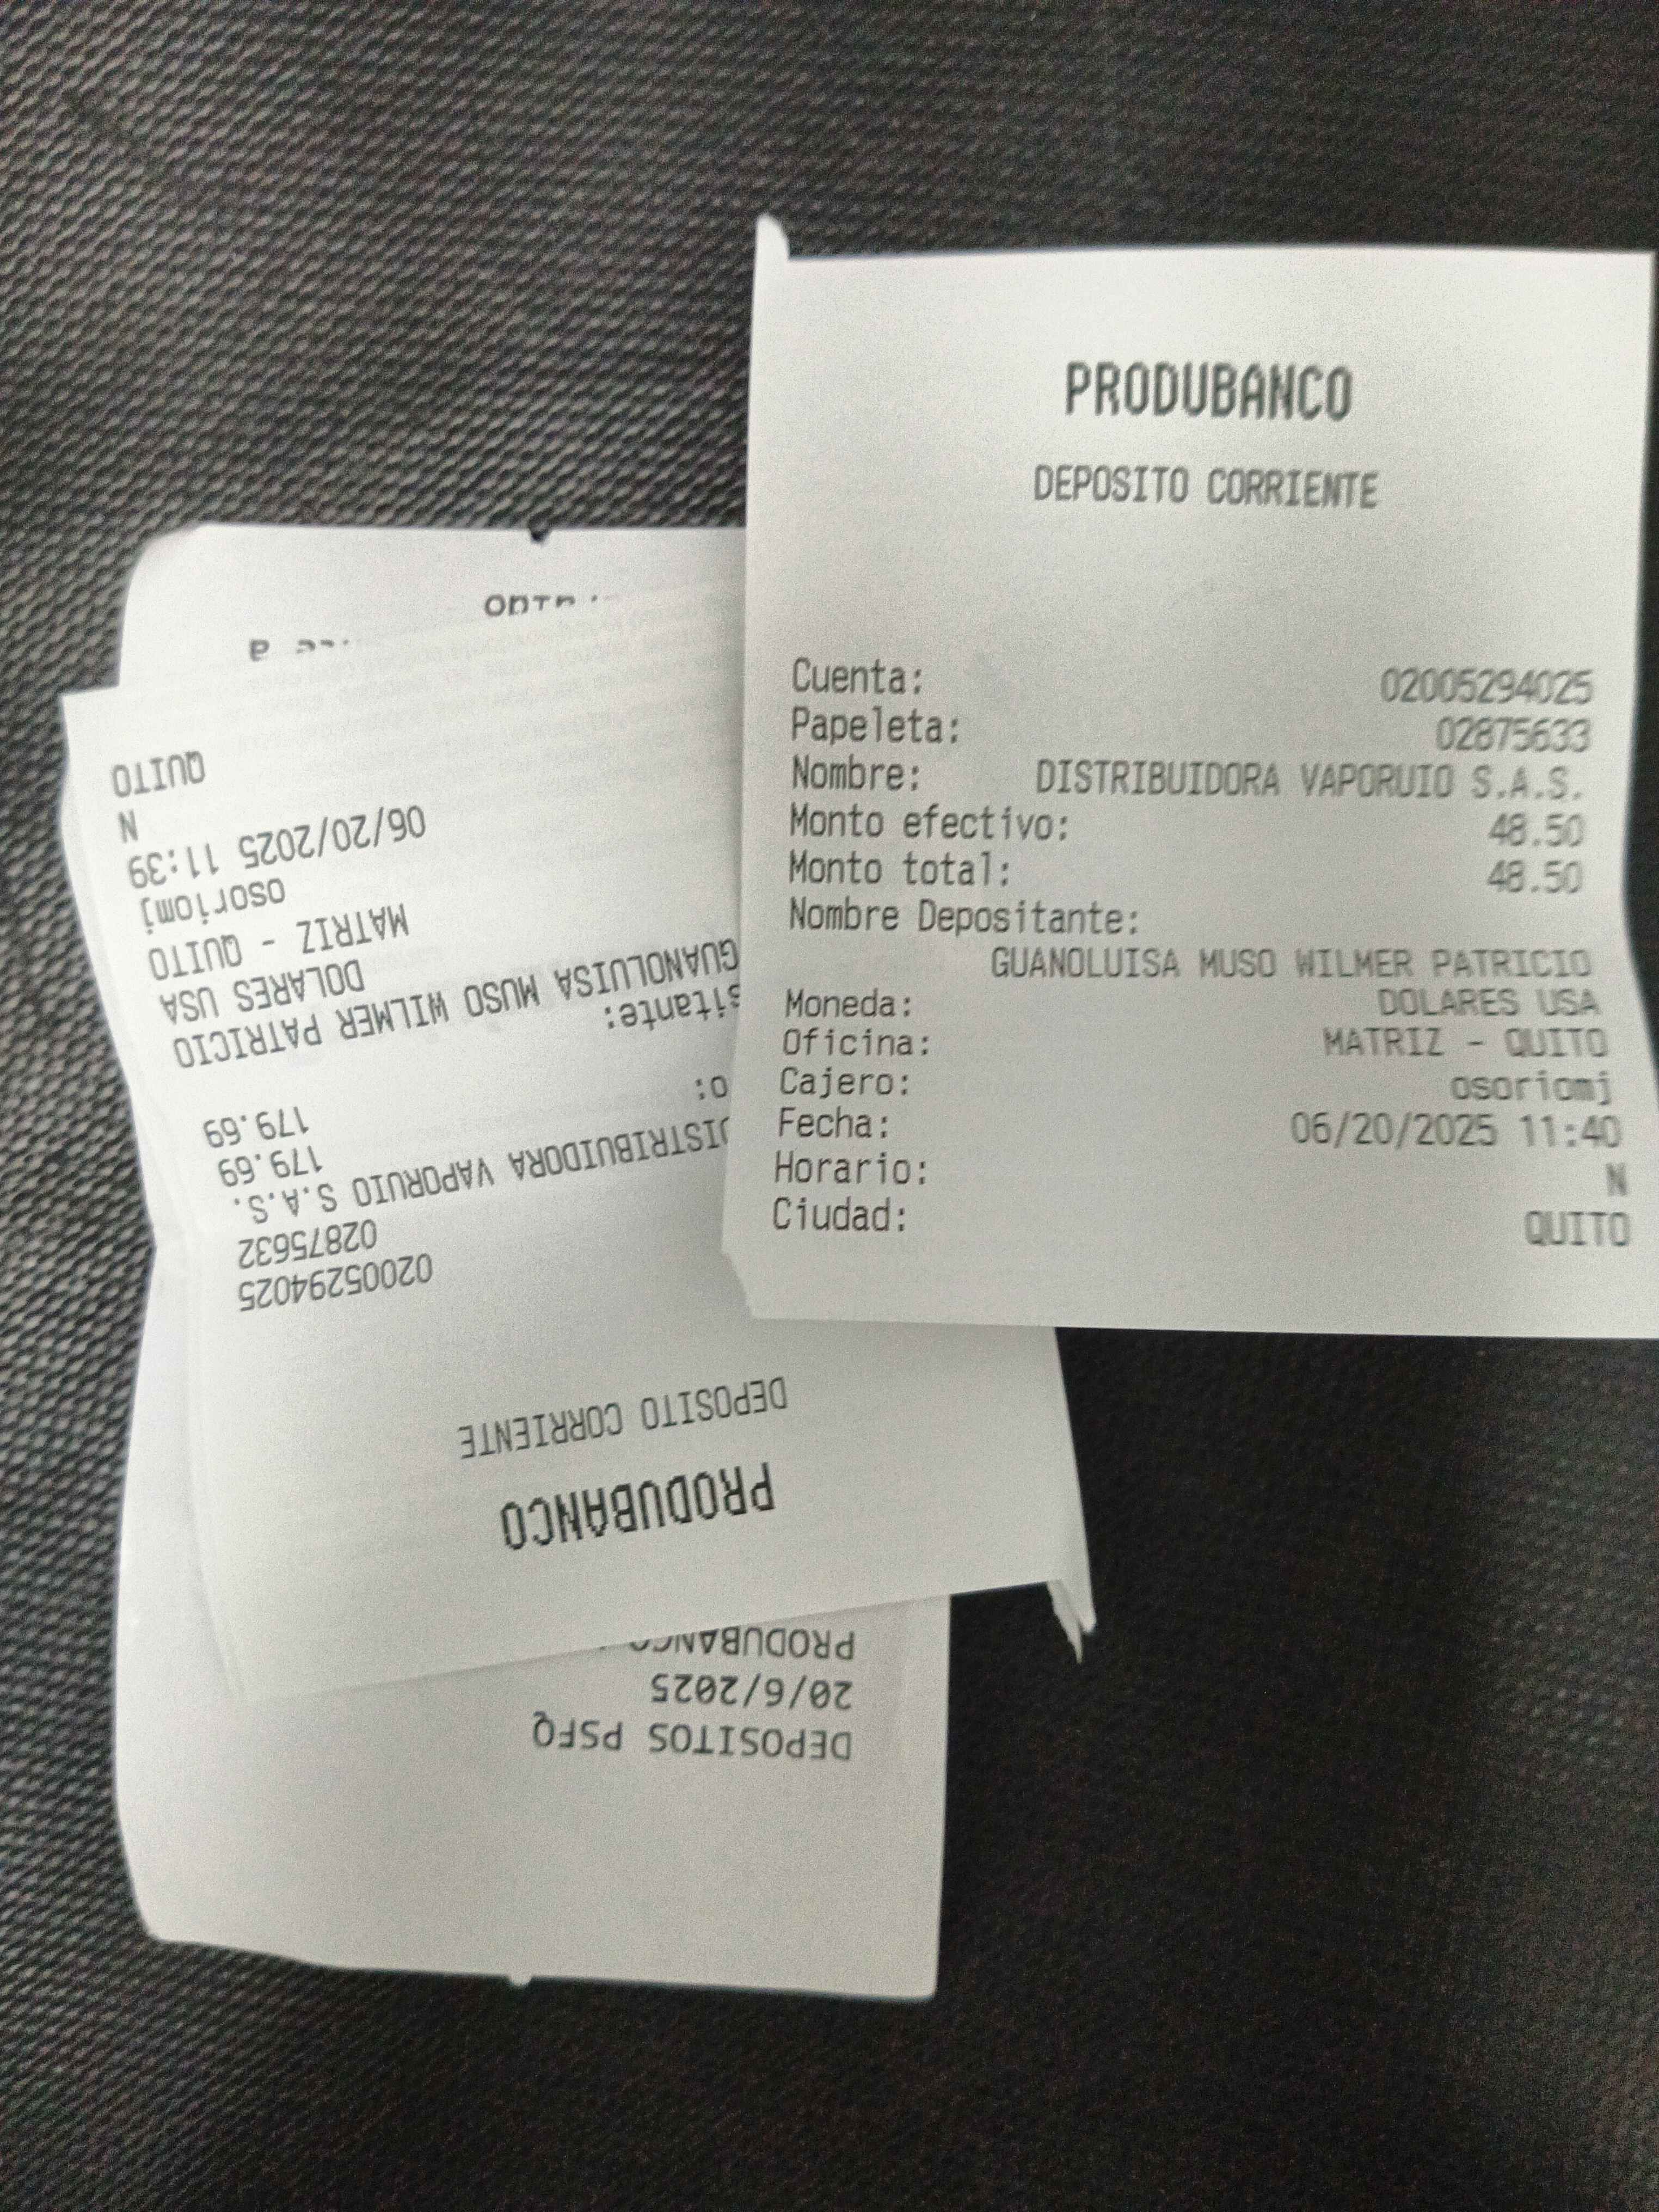 PRODUBANCO
DEPOSITO CORRIENTE
Cuenta: 02005294025
Papeleta: 02875633
Nombre: DISTRIBUIDORA VAPORUIO S.A.S.
Monto efectivo: 48.50
Monto total: 48.50
Nombre Depositante:
GUANOLUISA MUSO WILMER PATRICIO
Moneda: DOLARES USA
Oficina: MATRIZ - QUITO
Cajero: osoriomj
Fecha: 06/20/2025 11:40
Horario: N
Ciudad: QUITO
PRODUBANCO
DEPOSITO CORRIENTE
02005294025
02875632
DISTRIBUIDORA VAPORUIO S.A.S.
179.69
o: 179.69
sitante:
GUANOLUISA MUSO WILMER PATRICIO
DOLARES USA
MATRIZ - QUITO
osoriomj
06/20/2025 11:39
N
QUITO
DEPOSITOS PSFQ
20/6/2025
PRODUBANCO